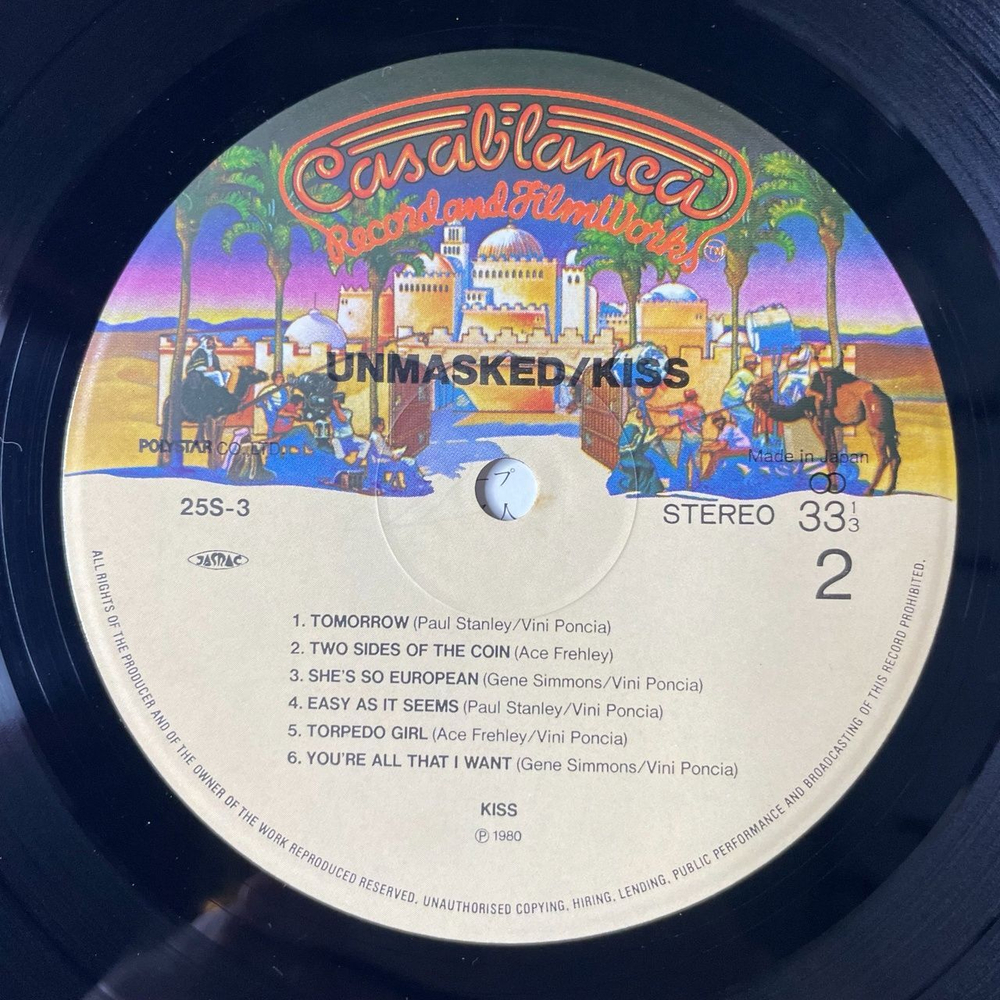 Casablanca
Record and FilmWorks
TM
UNMASKED/KISS
POLYSTAR CO., LTD.
Made in Japan
25S-3
STEREO 33 1/3
JASRAC
2
1. TOMORROW (Paul Stanley/Vini Poncia)
2. TWO SIDES OF THE COIN (Ace Frehley)
3. SHE'S SO EUROPEAN (Gene Simmons/Vini Poncia)
4. EASY AS IT SEEMS (Paul Stanley/Vini Poncia)
5. TORPEDO GIRL (Ace Frehley/Vini Poncia)
6. YOU'RE ALL THAT I WANT (Gene Simmons/Vini Poncia)
KISS
Ⓟ 1980
ALL RIGHTS OF THE PRODUCER AND OF THE OWNER OF THE WORK REPRODUCED RESERVED. UNAUTHORISED COPYING, HIRING, LENDING, PUBLIC PERFORMANCE AND BROADCASTING OF THIS RECORD PROHIBITED.